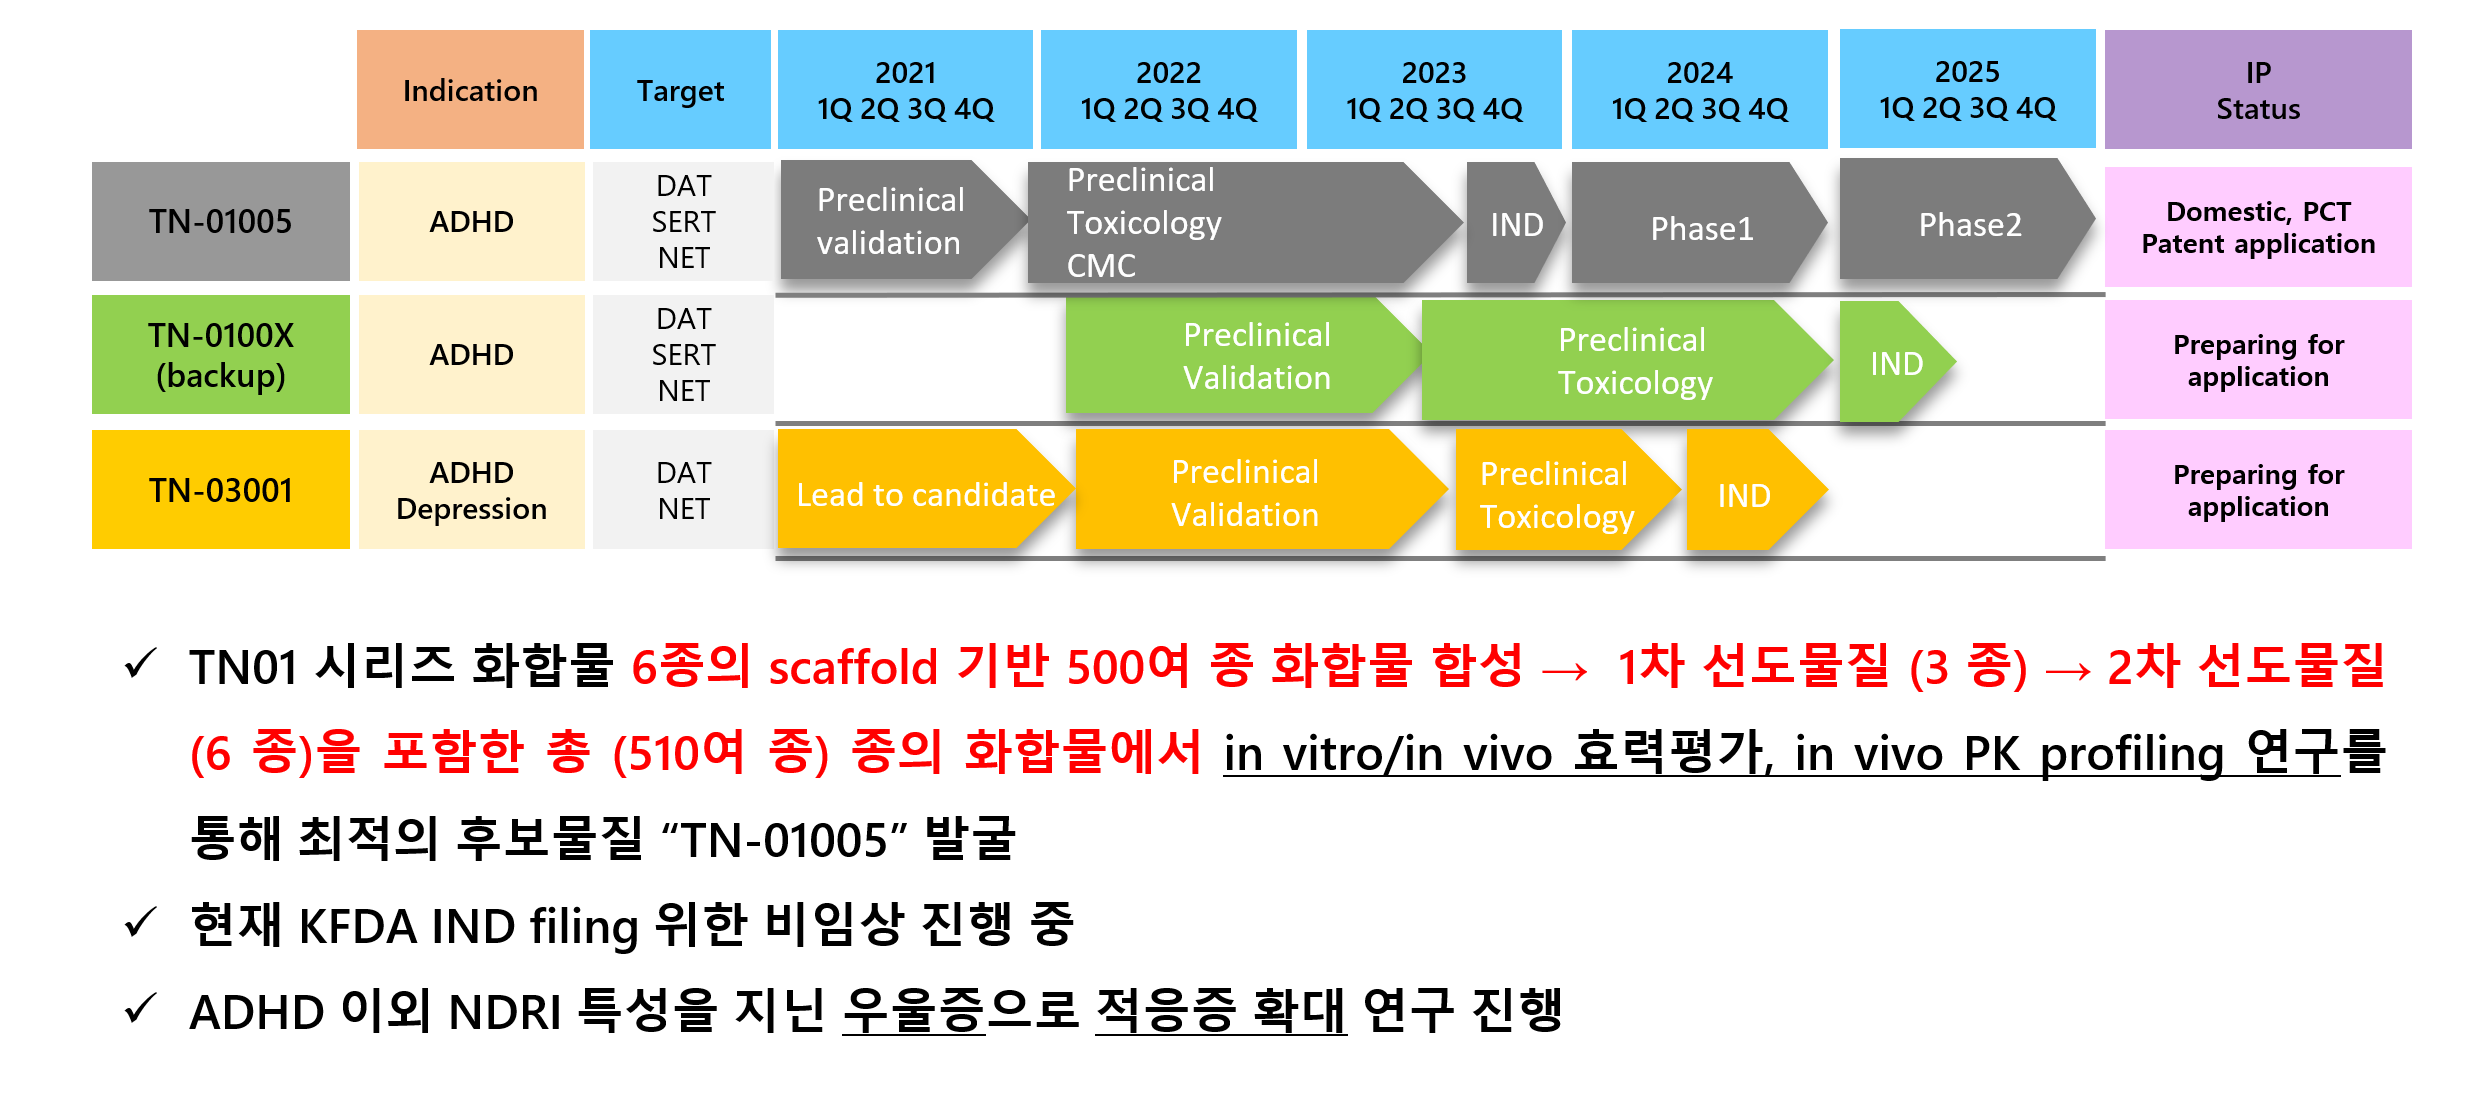 Indication
Target
2021
1Q 2Q 3Q 4Q
2022
1Q 2Q 3Q 4Q
2023
1Q 2Q 3Q 4Q
2024
1Q 2Q 3Q 4Q
2025
1Q 2Q 3Q 4Q
IP
Status
TN-01005
ADHD
DAT
SERT
NET
Preclinical
validation
Preclinical
Toxicology
CMC
IND
Phase1
Phase2
Domestic, PCT
Patent application
TN-0100X
(backup)
ADHD
DAT
SERT
NET
Preclinical
Validation
Preclinical
Toxicology
IND
Preparing for
application
TN-03001
ADHD
Depression
DAT
NET
Lead to candidate
Preclinical
Validation
Preclinical
Toxicology
IND
Preparing for
application
✓ TN01 시리즈 화합물 6종의 scaffold 기반 500여 종 화합물 합성 → 1차 선도물질 (3 종) → 2차 선도물질
(6 종)을 포함한 총 (510여 종) 종의 화합물에서 in vitro/in vivo 효력평가, in vivo PK profiling 연구를
통해 최적의 후보물질 “TN-01005” 발굴
✓ 현재 KFDA IND filing 위한 비임상 진행 중
✓ ADHD 이외 NDRI 특성을 지닌 우울증으로 적응증 확대 연구 진행